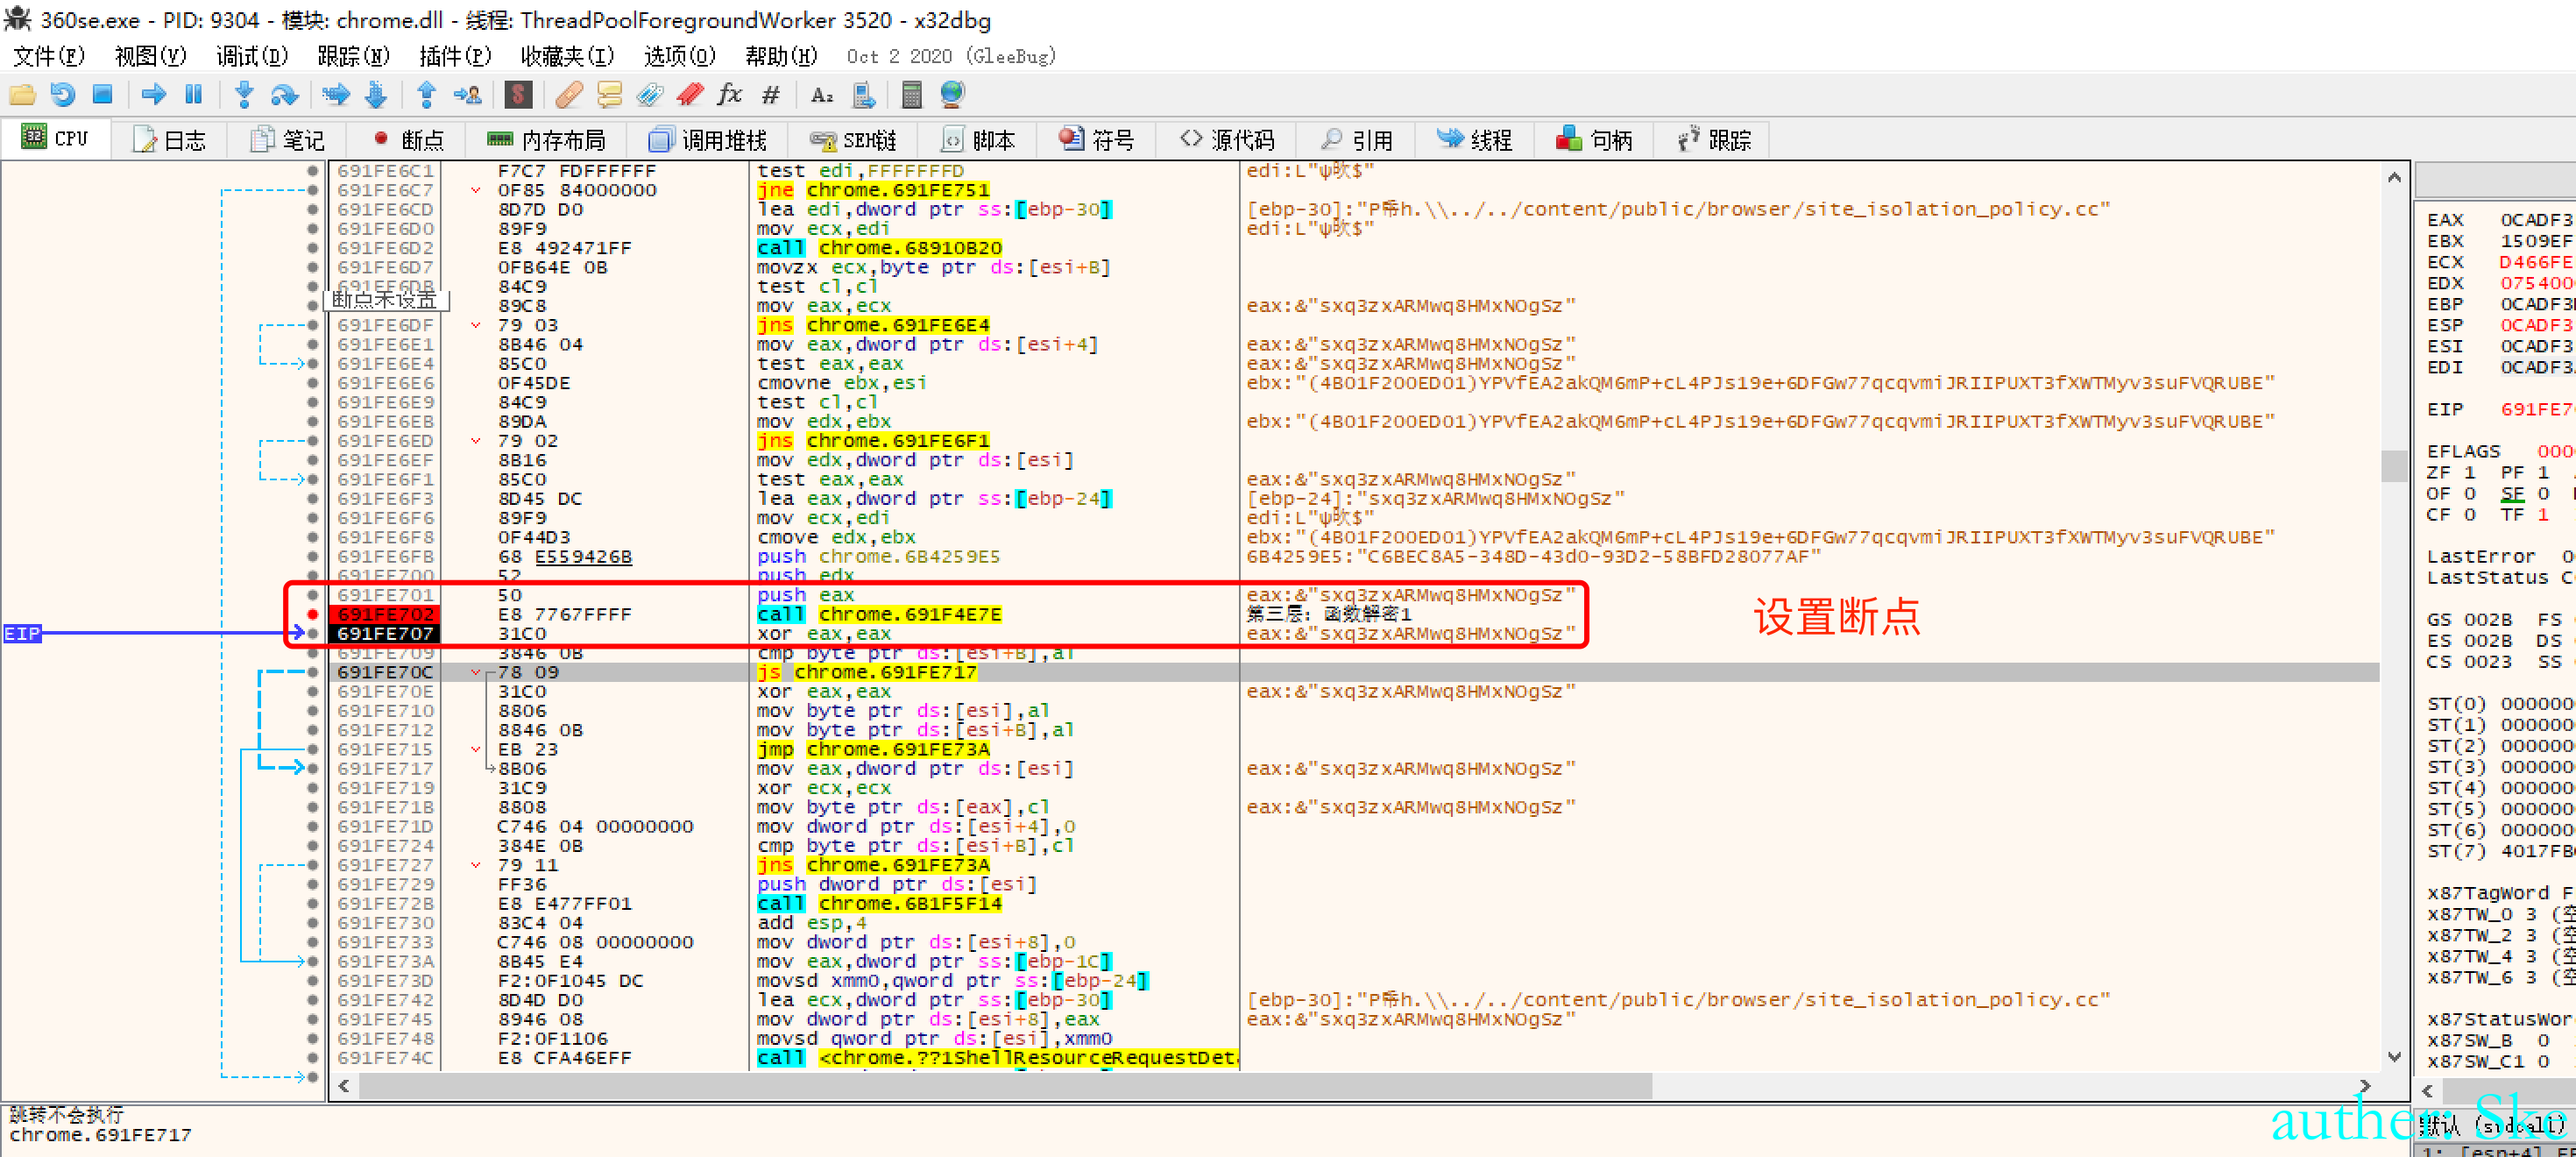 360se.exe - PID: 9304 - 模块: chrome.dll - 线程: ThreadPoolForegroundWorker 3520 - x32dbg
文件(F) 视图(V) 调试(D) 跟踪(N) 插件(P) 收藏夹(I) 选项(O) 帮助(H) Oct 2 2020 (GleeBug)
CPU 日志 笔记 断点 内存布局 调用堆栈 SEH链 脚本 符号 源代码 引用 线程 句柄 跟踪
691FE6C1 F7C7 FDFFFFFF test edi,FFFFFFFD
691FE6C7 0F85 84000000 jne chrome.691FE751
691FE6CD 8D7D D0 lea edi,dword ptr ss:[ebp-30] h.\\../../content/public/browser/site_isolation_policy.cc"
691FE6D0 89F9 mov ecx,edi
691FE6D2 E8 492471FF call chrome.68910B20
691FE6D7 0FB64E 0B movzx ecx,byte ptr ds:[esi+B]
691FE6DB 84C9 test cl,cl
断点未设置 89C8 mov eax,ecx eax:&"sxq3zxARMwq8HMxNOgSz"
691FE6DF 79 03 jns chrome.691FE6E4
691FE6E1 8B46 04 mov eax,dword ptr ds:[esi+4] eax:&"sxq3zxARMwq8HMxNOgSz"
691FE6E4 85C0 test eax,eax eax:&"sxq3zxARMwq8HMxNOgSz"
691FE6E6 0F45DE cmovne ebx,esi ebx:"(4B01F200ED01)YPVfEA2akQM6mP+cL4PJs19e+6DFGw77qcqvmiJRIIPUXT3fXWTMyv3suFVQRUBE"
691FE6E9 84C9 test cl,cl
691FE6EB 89DA mov edx,ebx ebx:"(4B01F200ED01)YPVfEA2akQM6mP+cL4PJs19e+6DFGw77qcqvmiJRIIPUXT3fXWTMyv3suFVQRUBE"
691FE6ED 79 02 jns chrome.691FE6F1
691FE6EF 8B16 mov edx,dword ptr ds:[esi]
691FE6F1 85C0 test eax,eax eax:&"sxq3zxARMwq8HMxNOgSz"
691FE6F3 8D45 DC lea eax,dword ptr ss:[ebp-24] [ebp-24]:"sxq3zxARMwq8HMxNOgSz"
691FE6F6 89F9 mov ecx,edi
691FE6F8 0F44D3 cmove edx,ebx ebx:"(4B01F200ED01)YPVfEA2akQM6mP+cL4PJs19e+6DFGw77qcqvmiJRIIPUXT3fXWTMyv3suFVQRUBE"
691FE6FB 68 E559426B push chrome.6B4259E5 6B4259E5:"C6BEC8A5-348D-43d0-93D2-58BFD28077AF"
691FE700 52 push edx
691FE701 50 push eax eax:&"sxq3zxARMwq8HMxNOgSz"
691FE702 E8 7767FFFF call chrome.691F4E7E 第三层: 函数解密1
EIP 691FE707 31C0 xor eax,eax eax:&"sxq3zxARMwq8HMxNOgSz"
设置断点
691FE709 3846 0B cmp byte ptr ds:[esi+B],al
691FE70C 78 09 js chrome.691FE717
691FE70E 31C0 xor eax,eax eax:&"sxq3zxARMwq8HMxNOgSz"
691FE710 8806 mov byte ptr ds:[esi],al
691FE712 8846 0B mov byte ptr ds:[esi+B],al
691FE715 EB 23 jmp chrome.691FE73A
691FE717 8B06 mov eax,dword ptr ds:[esi] eax:&"sxq3zxARMwq8HMxNOgSz"
691FE719 31C9 xor ecx,ecx
691FE71B 8808 mov byte ptr ds:[eax],cl eax:&"sxq3zxARMwq8HMxNOgSz"
691FE71D C746 04 00000000 mov dword ptr ds:[esi+4],0
691FE724 384E 0B cmp byte ptr ds:[esi+B],cl
691FE727 79 11 jns chrome.691FE73A
691FE729 FF36 push dword ptr ds:[esi]
691FE72B E8 E477FF01 call chrome.6B1F5F14
691FE730 83C4 04 add esp,4
691FE733 C746 08 00000000 mov dword ptr ds:[esi+8],0
691FE73A 8B45 E4 mov eax,dword ptr ss:[ebp-1C]
691FE73D F2:0F1045 DC movsd xmm0,qword ptr ss:[ebp-24]
691FE742 8D4D D0 lea ecx,dword ptr ss:[ebp-30] h.\\../../content/public/browser/site_isolation_policy.cc"
691FE745 8946 08 mov dword ptr ds:[esi+8],eax eax:&"sxq3zxARMwq8HMxNOgSz"
691FE748 F2:0F1106 movsd qword ptr ds:[esi],xmm0
691FE74C E8 CFA46EFF call <chrome.??1ShellResourceRequestDet
跳转不会执行
chrome.691FE717
EAX 0CADF3
EBX 1509EF
ECX D466FE
EDX 075400
EBP 0CADF3
ESP 0CADF3
ESI 0CADF3
EDI 0CADF3
EIP 691FE7
EFLAGS 000
ZF 1 PF 1
OF 0 SF 0
CF 0 TF 1
LastError 0
LastStatus C
GS 002B FS
ES 002B DS
CS 0023 SS
ST(0) 000000
ST(1) 000000
ST(2) 000000
ST(3) 000000
ST(4) 000000
ST(5) 000000
ST(6) 000000
ST(7) 4017FB
x87TagWord F
x87TW_0 3 (空
x87TW_2 3 (空
x87TW_4 3 (空
x87TW_6 3 (空
x87StatusWor
x87SW_B 0
x87SW_C1 0
默认 (stdcall)
auther: Ske
1: [esp+4]